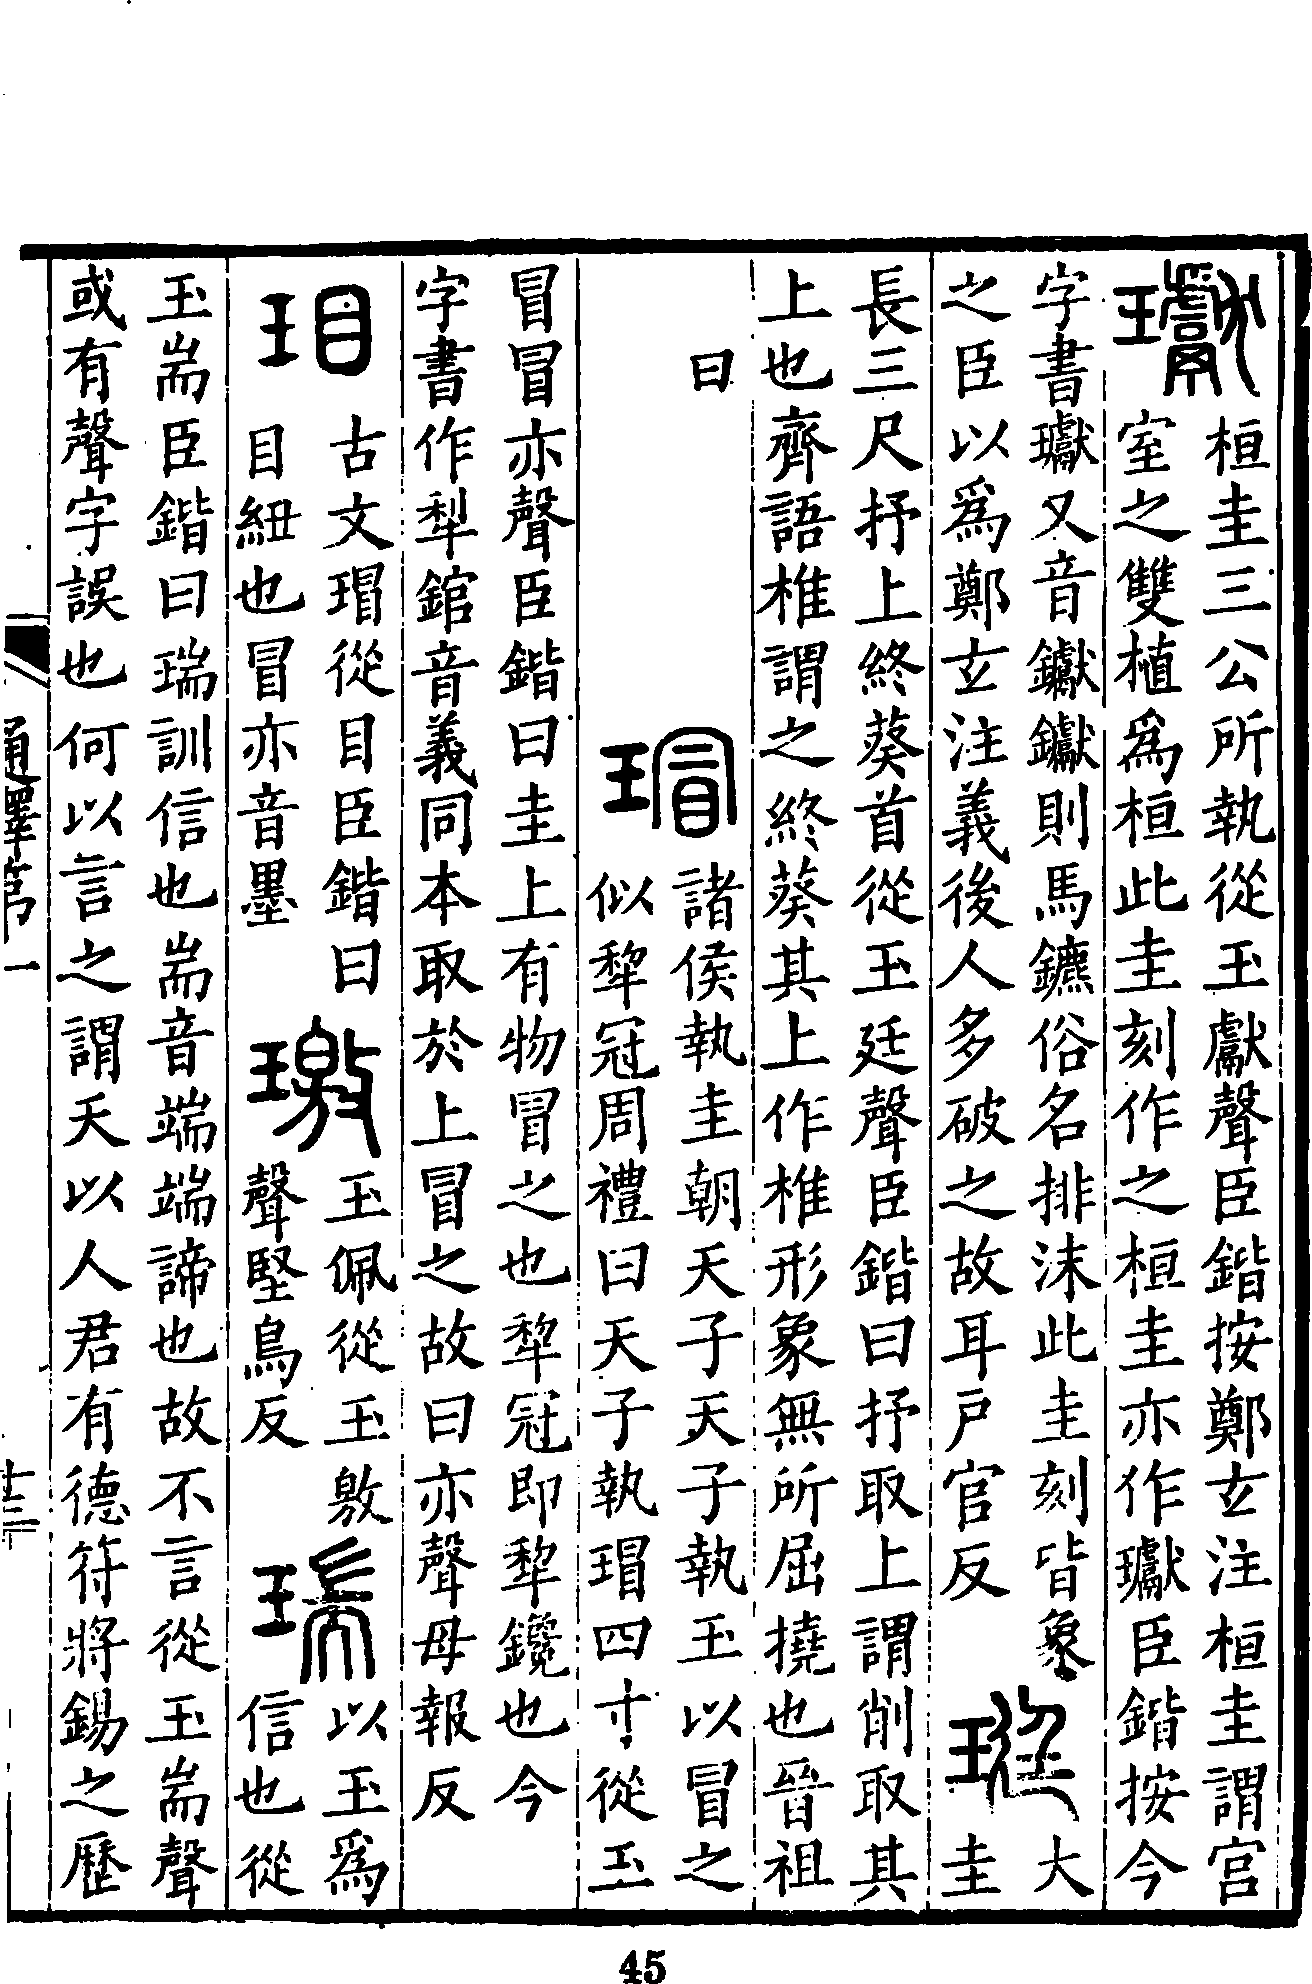 瓛
桓圭三公所執從玉獻聲臣鍇按鄭玄注桓圭謂宫
室之雙植爲桓此圭刻作之桓圭亦作瓛臣鍇按今
字書瓛又音钀钀則馬鑣俗名排沫此圭刻皆象
之臣以爲鄭玄注義後人多破之故耳戶官反
珽
大
圭
長三尺抒上終葵首從玉廷聲臣鍇曰抒取上謂削取其
上也齊語椎謂之終葵其上作椎形象無所屈撓也晉祖
曰
瑁
諸侯執圭朝天子天子執玉以冒之
似犂冠周禮曰天子執瑁四寸從玉
冒冒亦聲臣鍇曰圭上有物冒之也犂冠即犂鑱也今
字書作犁錧音義同本取於上冒之故曰亦聲母報反
珇
古文瑁從目臣鍇曰
目紐也冒亦音墨
璬
玉佩從玉敫
聲堅鳥反
瑞
以玉爲
信也從
玉耑臣鍇曰瑞訓信也耑音端端諦也故不言從玉耑聲
或有聲字誤也何以言之謂天以人君有德符將錫之歷
通釋第一
十三
45